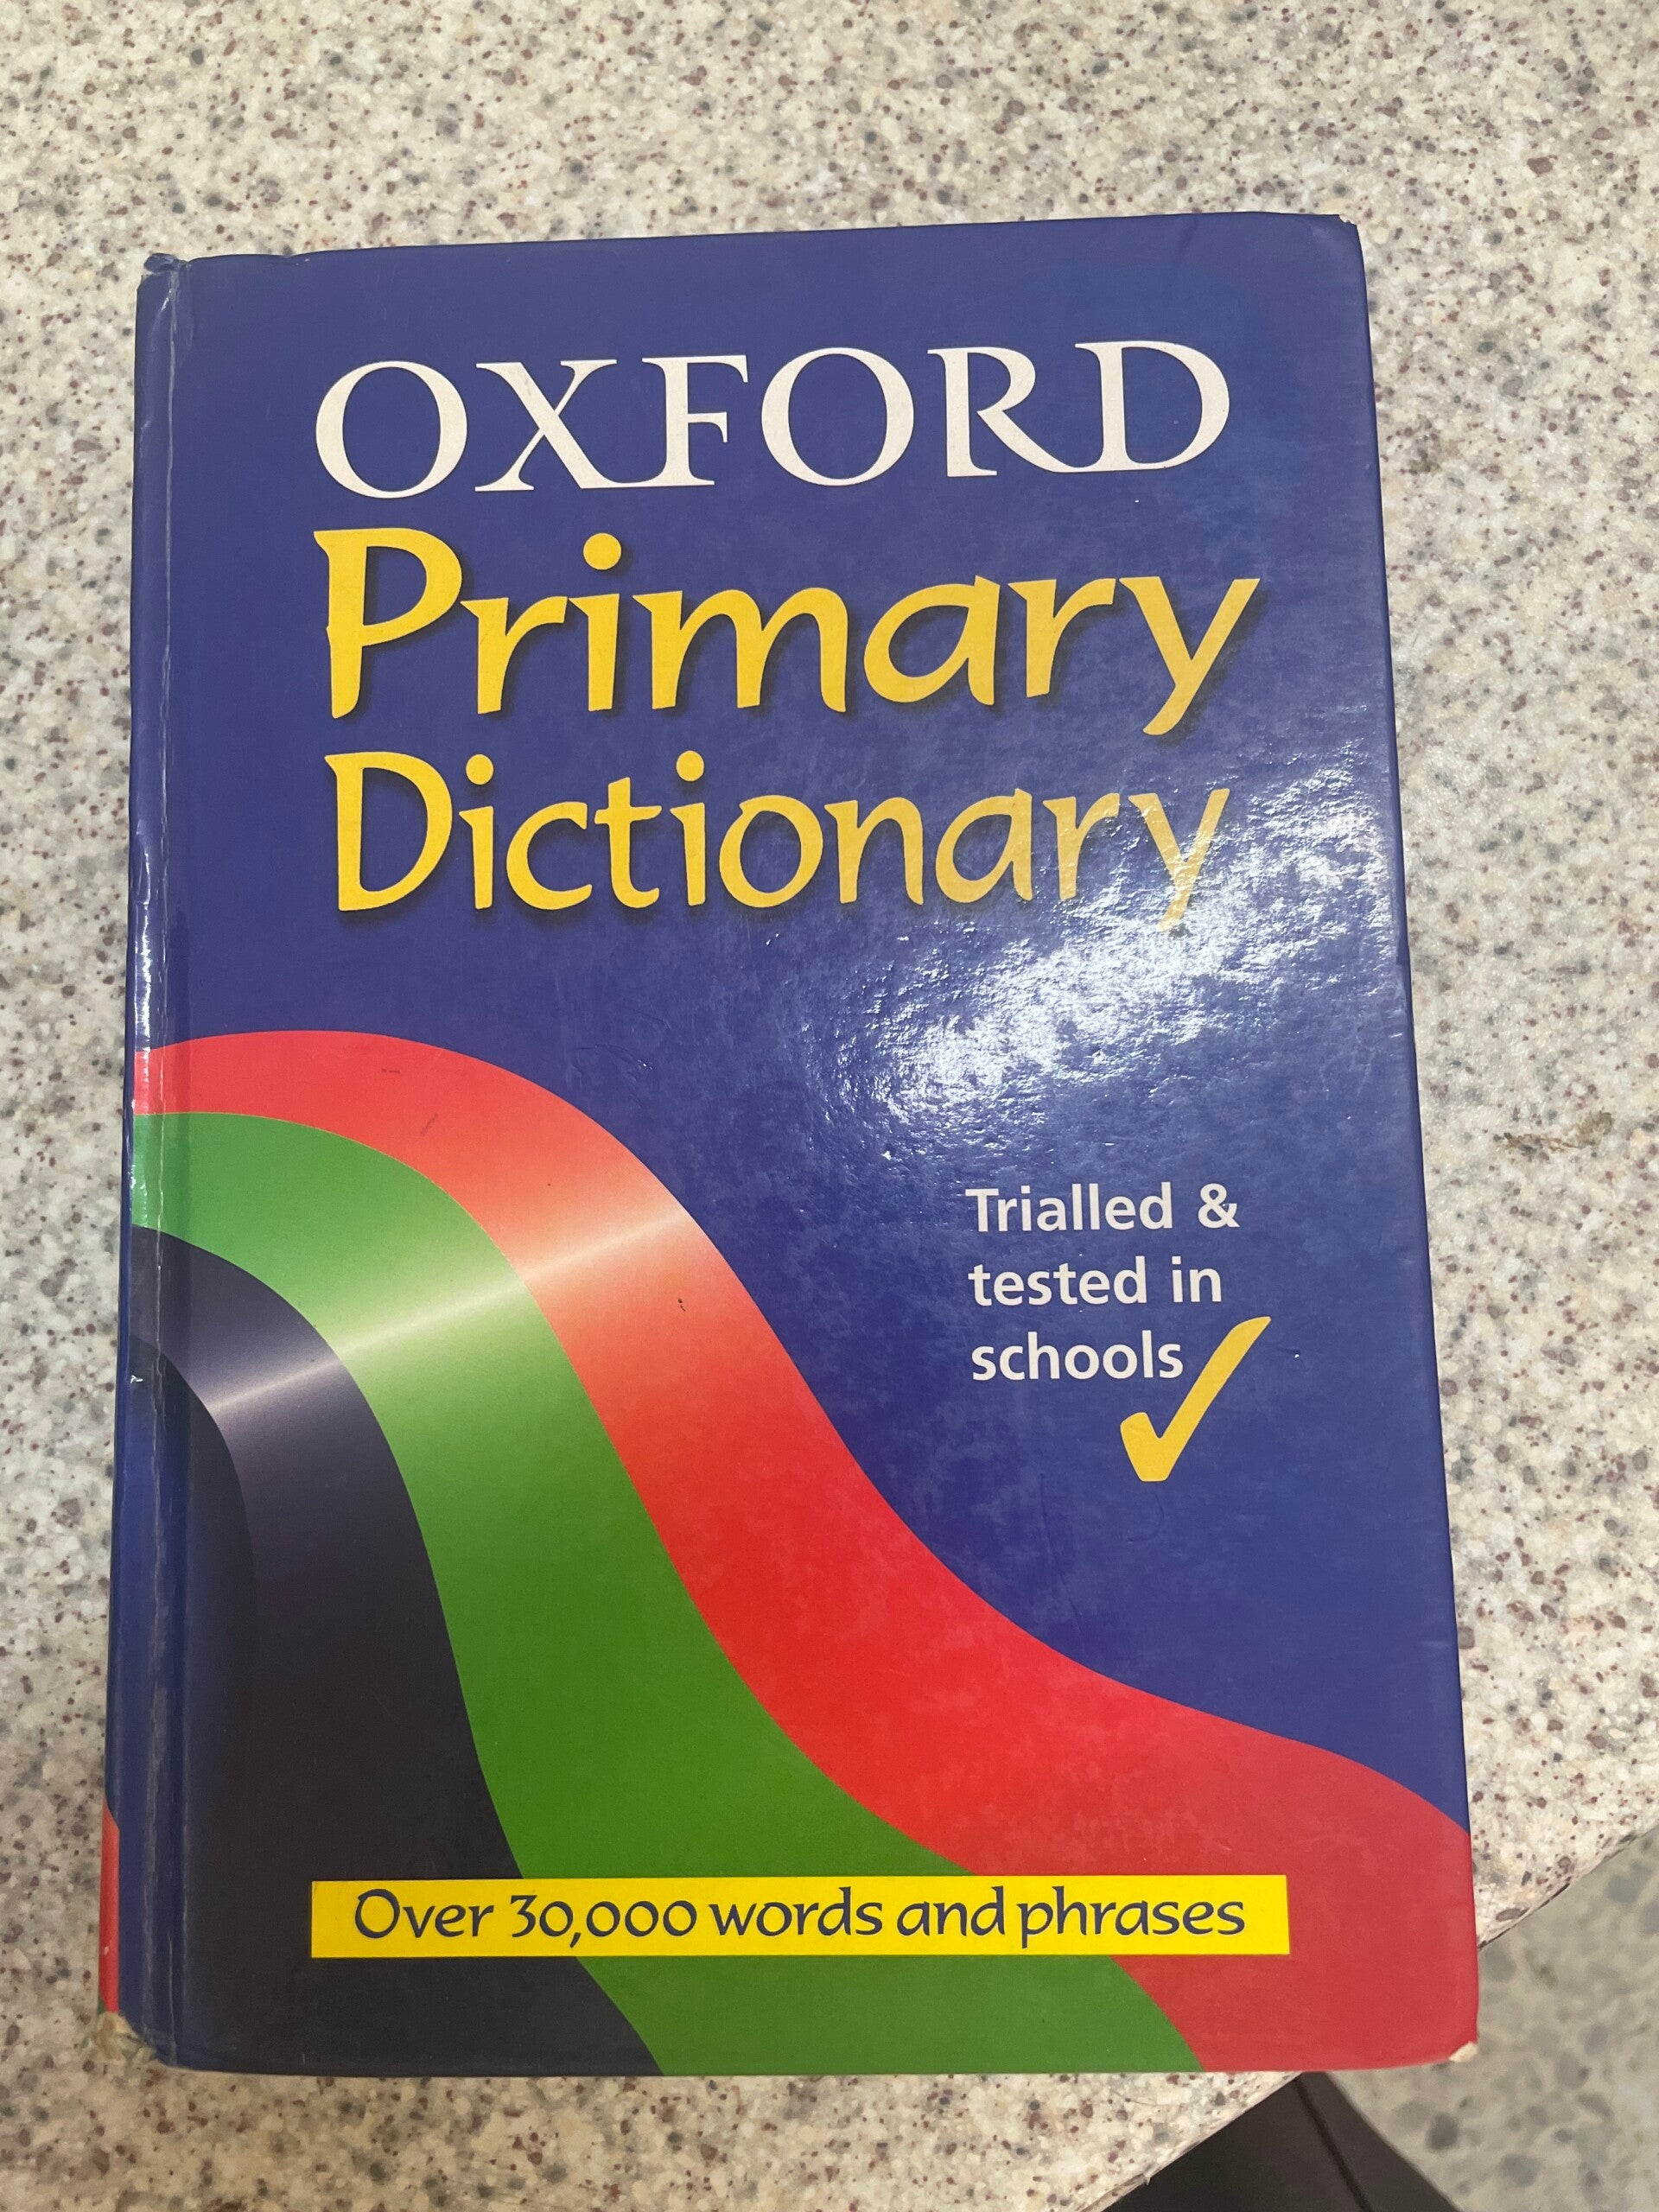 OXFORD
Primary
Dictionary
Trialled &
tested in
schools
Over 30,000 words and phrases